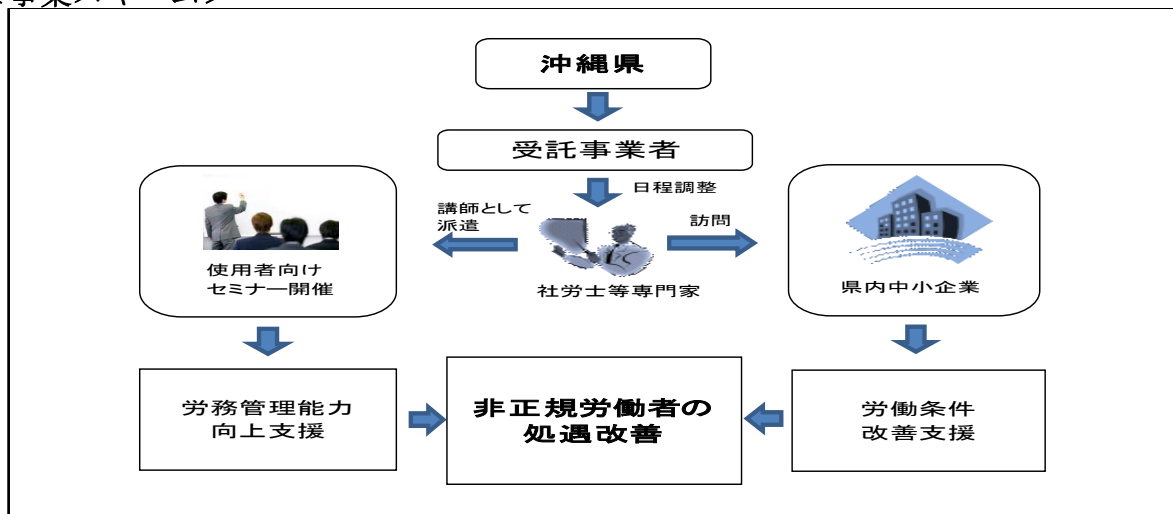 沖縄県
受託事業者
日程調整
講師として
派遣
訪問
使用者向け
セミナー開催
社労士等専門家
県内中小企業
労務管理能力
向上支援
非正規労働者の
処遇改善
労働条件
改善支援